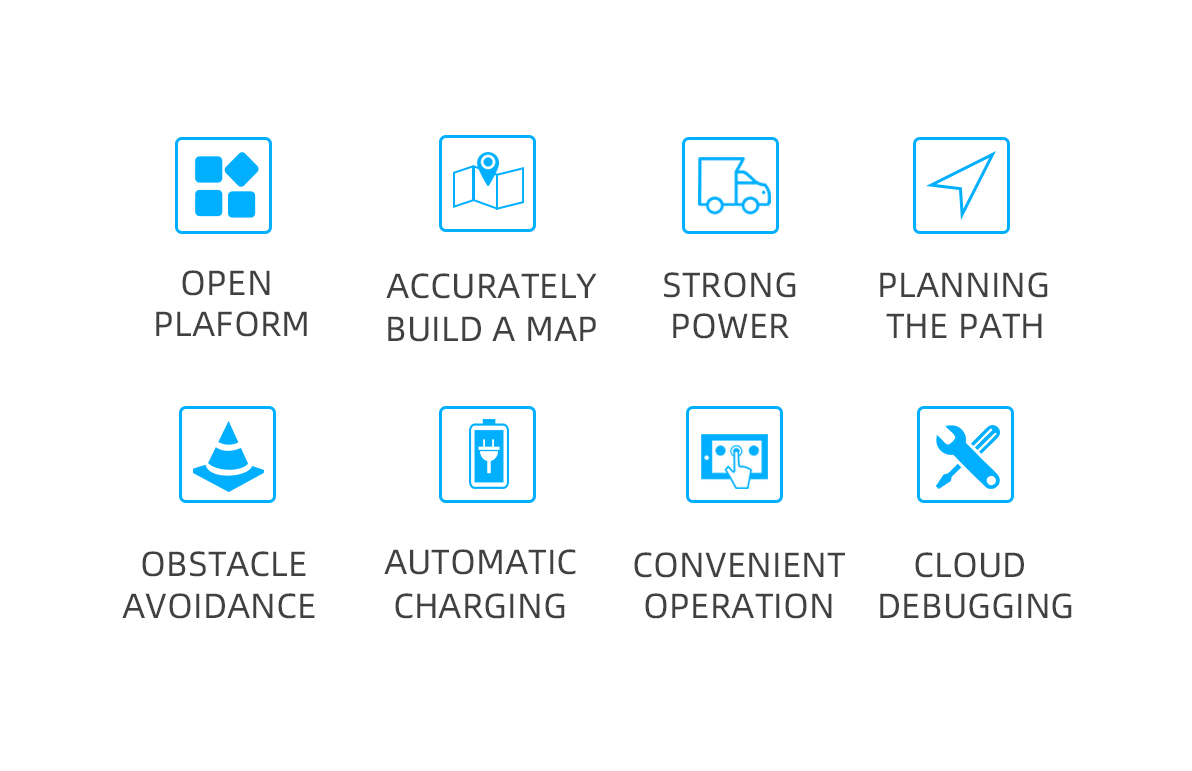 OPEN
PLAFORM
ACCURATELY
BUILD A MAP
STRONG
POWER
PLANNING
THE PATH
OBSTACLE
AVOIDANCE
AUTOMATIC
CHARGING
CONVENIENT
OPERATION
CLOUD
DEBUGGING